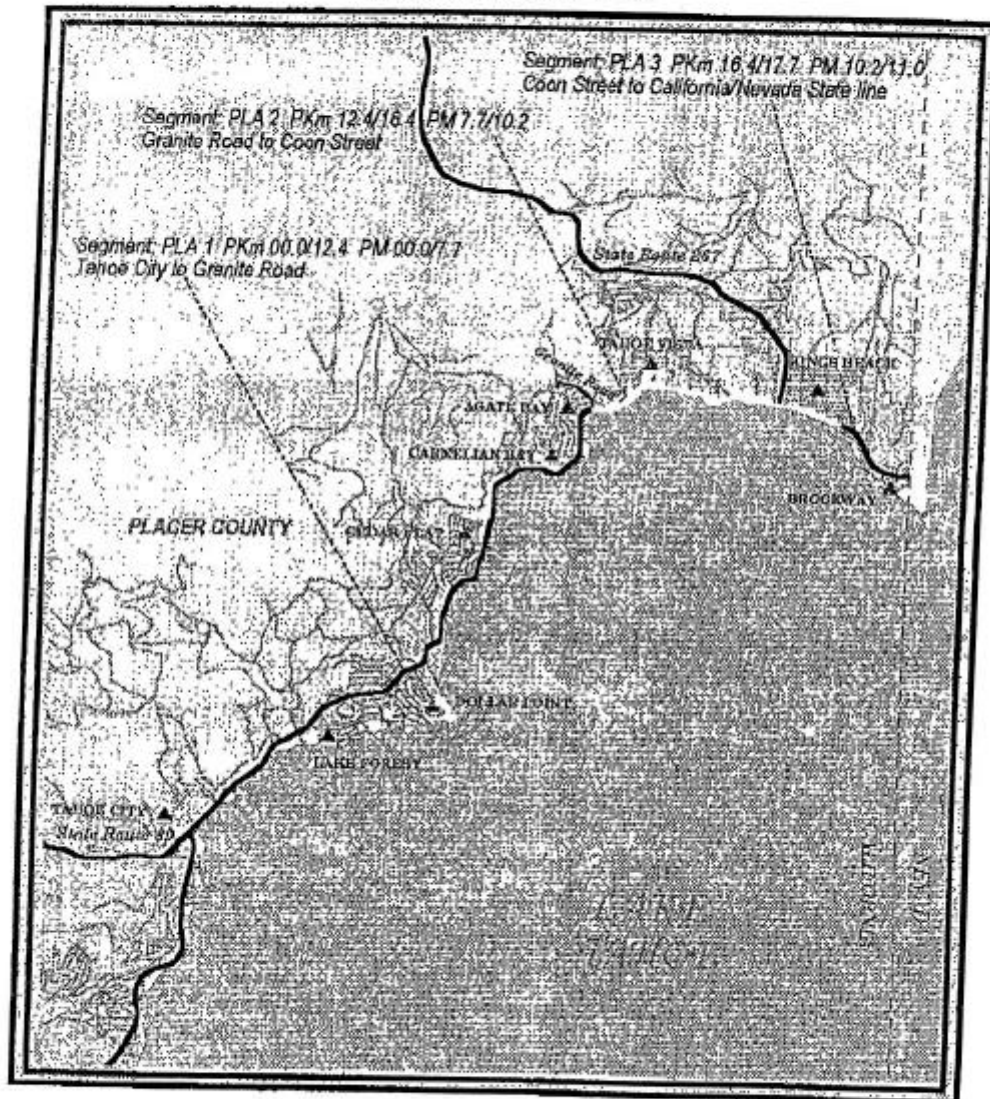 Segment: PLA 3 PKm 16.4/17.7 PM 10.2/11.0
Coon Street to California/Nevada State line
Segment: PLA 2 PKm 12.4/16.4 PM 7.7/10.2
Granite Road to Coon Street
Segment: PLA 1 PKm 00.0/12.4 PM 00.0/7.7
Tahoe City to Granite Road
State Route 267
TAHOE VISTA
KINGS BEACH
Granite Road
AGATE BAY
CARNELIAN BAY
BROCKWAY
PLACER COUNTY
CEDAR FLAT
DOLLAR POINT
LAKE FOREST
TAHOE CITY
State Route 89
LAKE
TAHOE